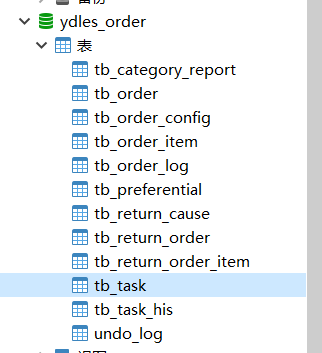 ydles_order
表
tb_category_report
tb_order
tb_order_config
tb_order_item
tb_order_log
tb_preferential
tb_return_cause
tb_return_order
tb_return_order_item
tb_task
tb_task_his
undo_log